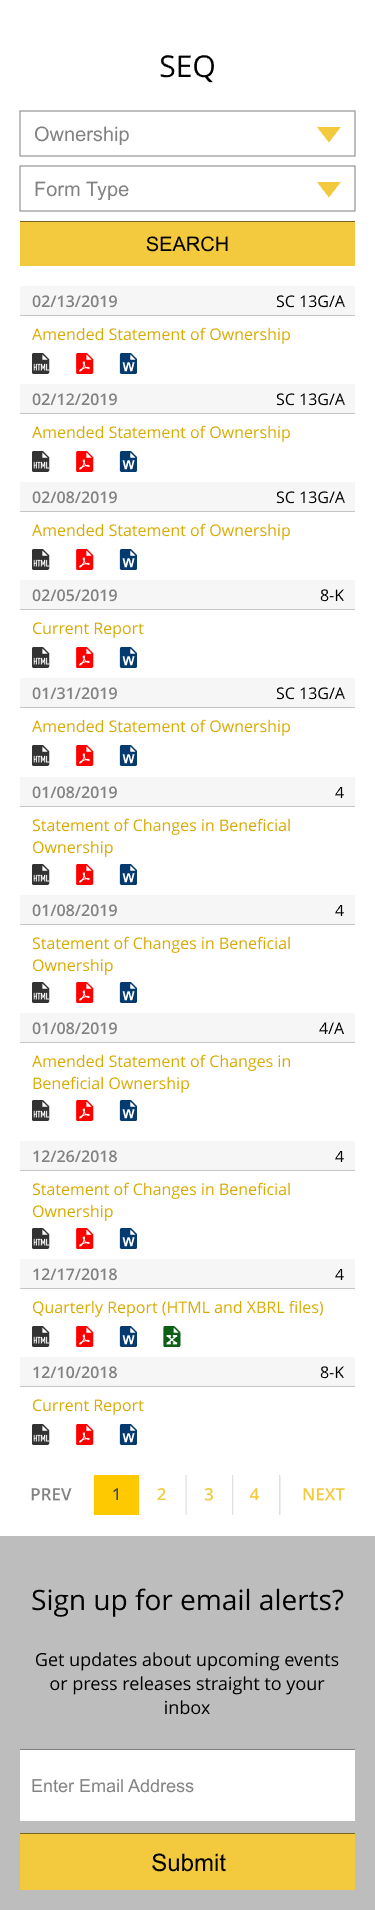 SEQ
Ownership
Form Type
SEARCH
02/13/2019 SC 13G/A
Amended Statement of Ownership
HTML W
02/12/2019 SC 13G/A
Amended Statement of Ownership
HTML W
02/08/2019 SC 13G/A
Amended Statement of Ownership
HTML W
02/05/2019 8-K
Current Report
HTML W
01/31/2019 SC 13G/A
Amended Statement of Ownership
HTML W
01/08/2019 4
Statement of Changes in Beneficial
Ownership
HTML W
01/08/2019 4
Statement of Changes in Beneficial
Ownership
HTML W
01/08/2019 4/A
Amended Statement of Changes in
Beneficial Ownership
HTML W
12/26/2018 4
Statement of Changes in Beneficial
Ownership
HTML W
12/17/2018 4
Quarterly Report (HTML and XBRL files)
HTML W X
12/10/2018 8-K
Current Report
HTML W
PREV 1 2 3 4 NEXT
Sign up for email alerts?
Get updates about upcoming events
or press releases straight to your
inbox
Enter Email Address
Submit